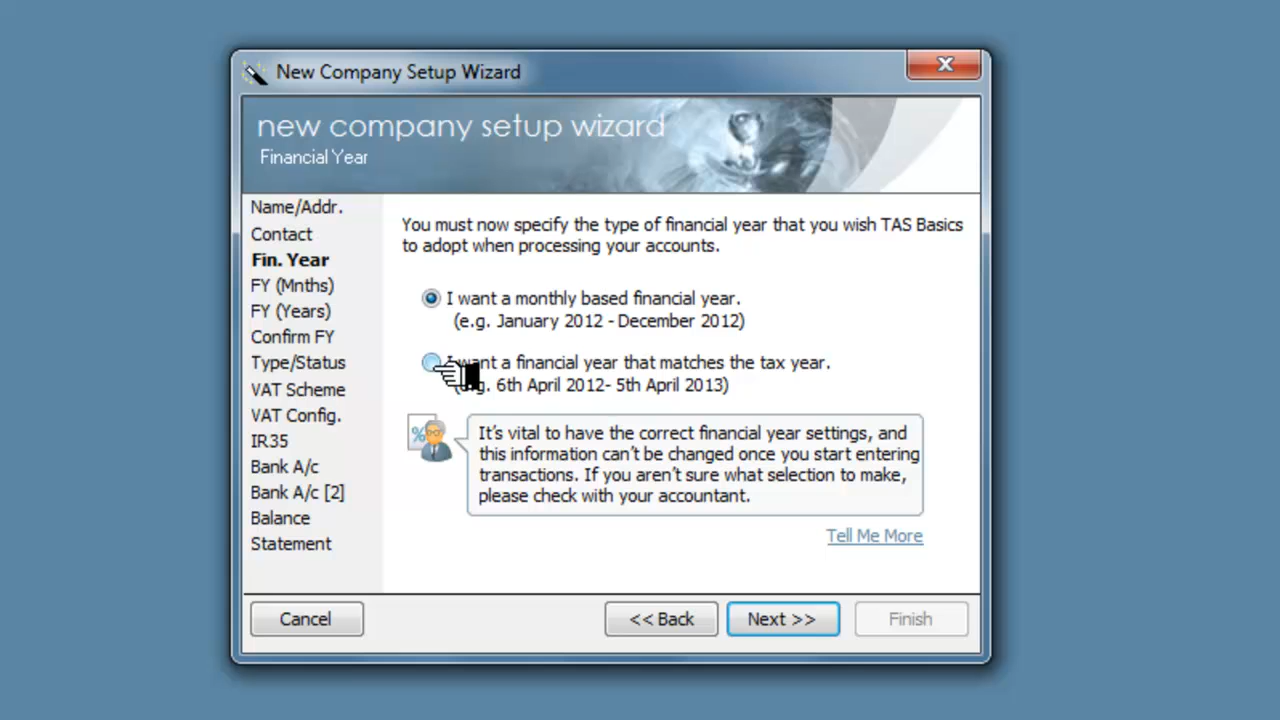 New Company Setup Wizard
new company setup wizard
Financial Year
Name/Addr.
Contact
Fin. Year
FY (Mnths)
FY (Years)
Confirm FY
Type/Status
VAT Scheme
VAT Config.
IR35
Bank A/c
Bank A/c [2]
Balance
Statement
You must now specify the type of financial year that you wish TAS Basics
to adopt when processing your accounts.
I want a monthly based financial year.
(e.g. January 2012 - December 2012)
I want a financial year that matches the tax year.
(e.g. 6th April 2012- 5th April 2013)
%
It's vital to have the correct financial year settings, and
this information can't be changed once you start entering
transactions. If you aren't sure what selection to make,
please check with your accountant.
Tell Me More
Cancel
<< Back
Next >>
Finish